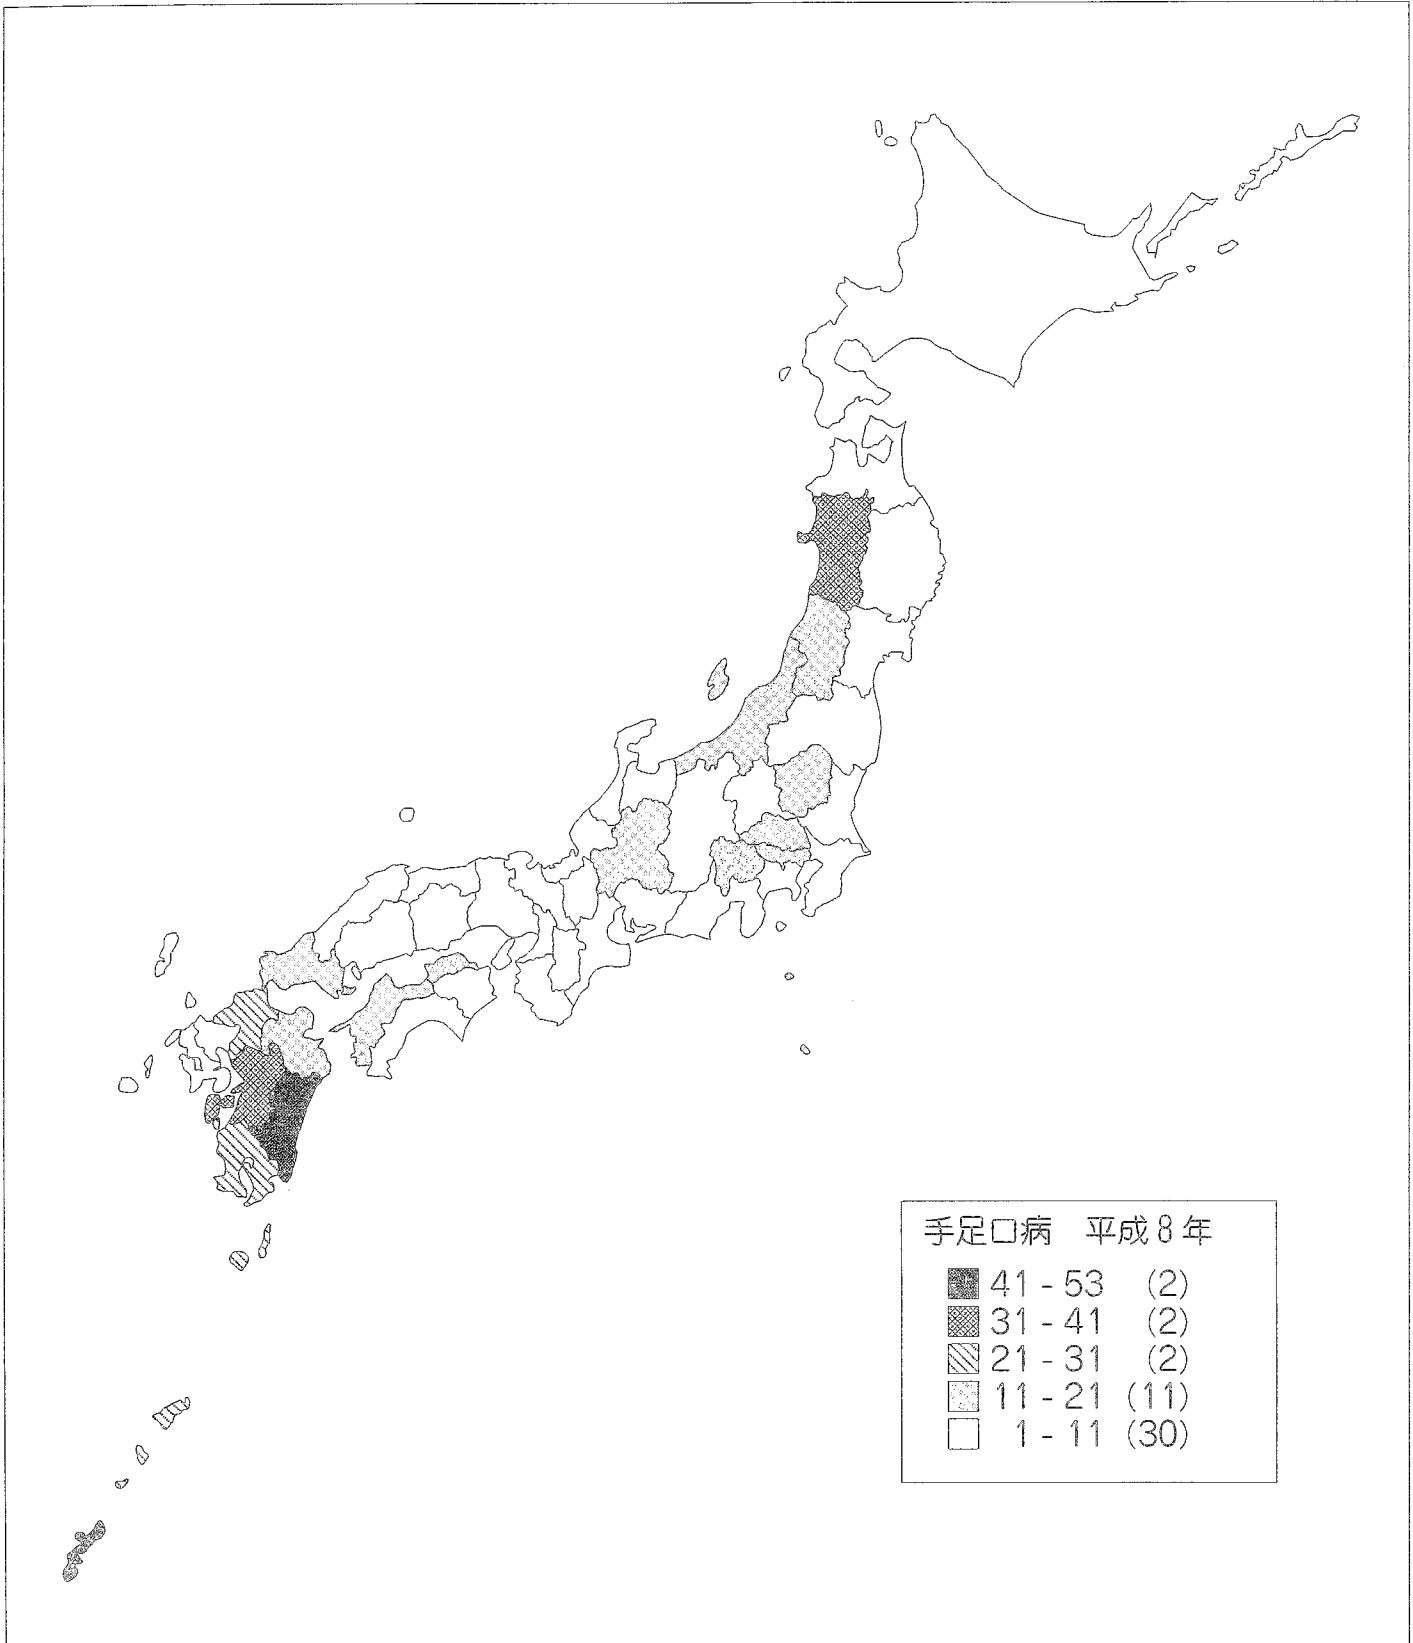 手足口病 平成8年
41 - 53 (2)
31 - 41 (2)
21 - 31 (2)
11 - 21 (11)
1 - 11 (30)